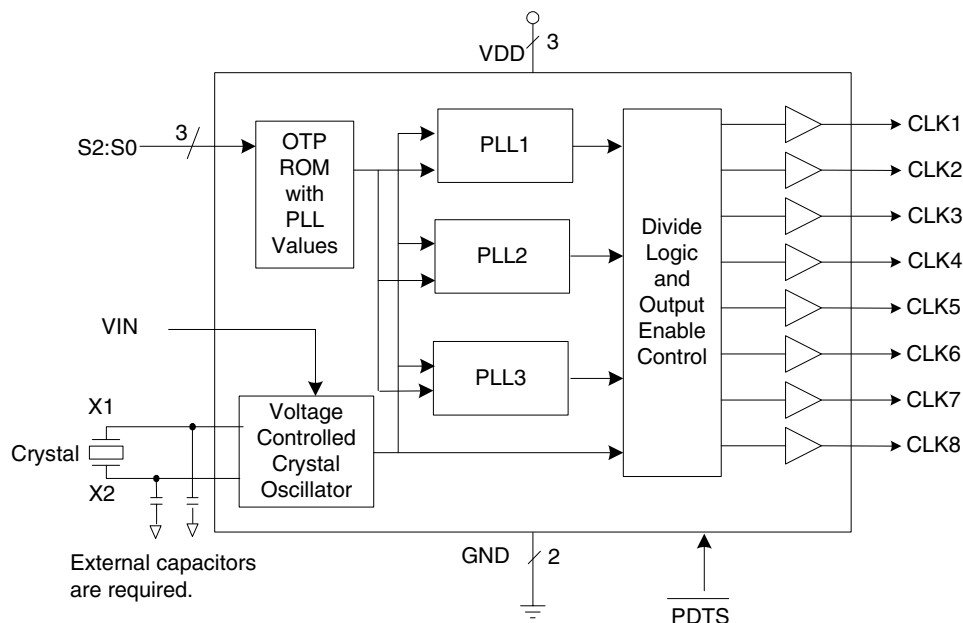 VDD
3
S2:S0
3
OTP
ROM
with
PLL
Values
PLL1
PLL2
PLL3
Divide
Logic
and
Output
Enable
Control
CLK1
CLK2
CLK3
CLK4
CLK5
CLK6
CLK7
CLK8
VIN
X1
Crystal
X2
Voltage
Controlled
Crystal
Oscillator
External capacitors
are required.
GND
2
PDTS